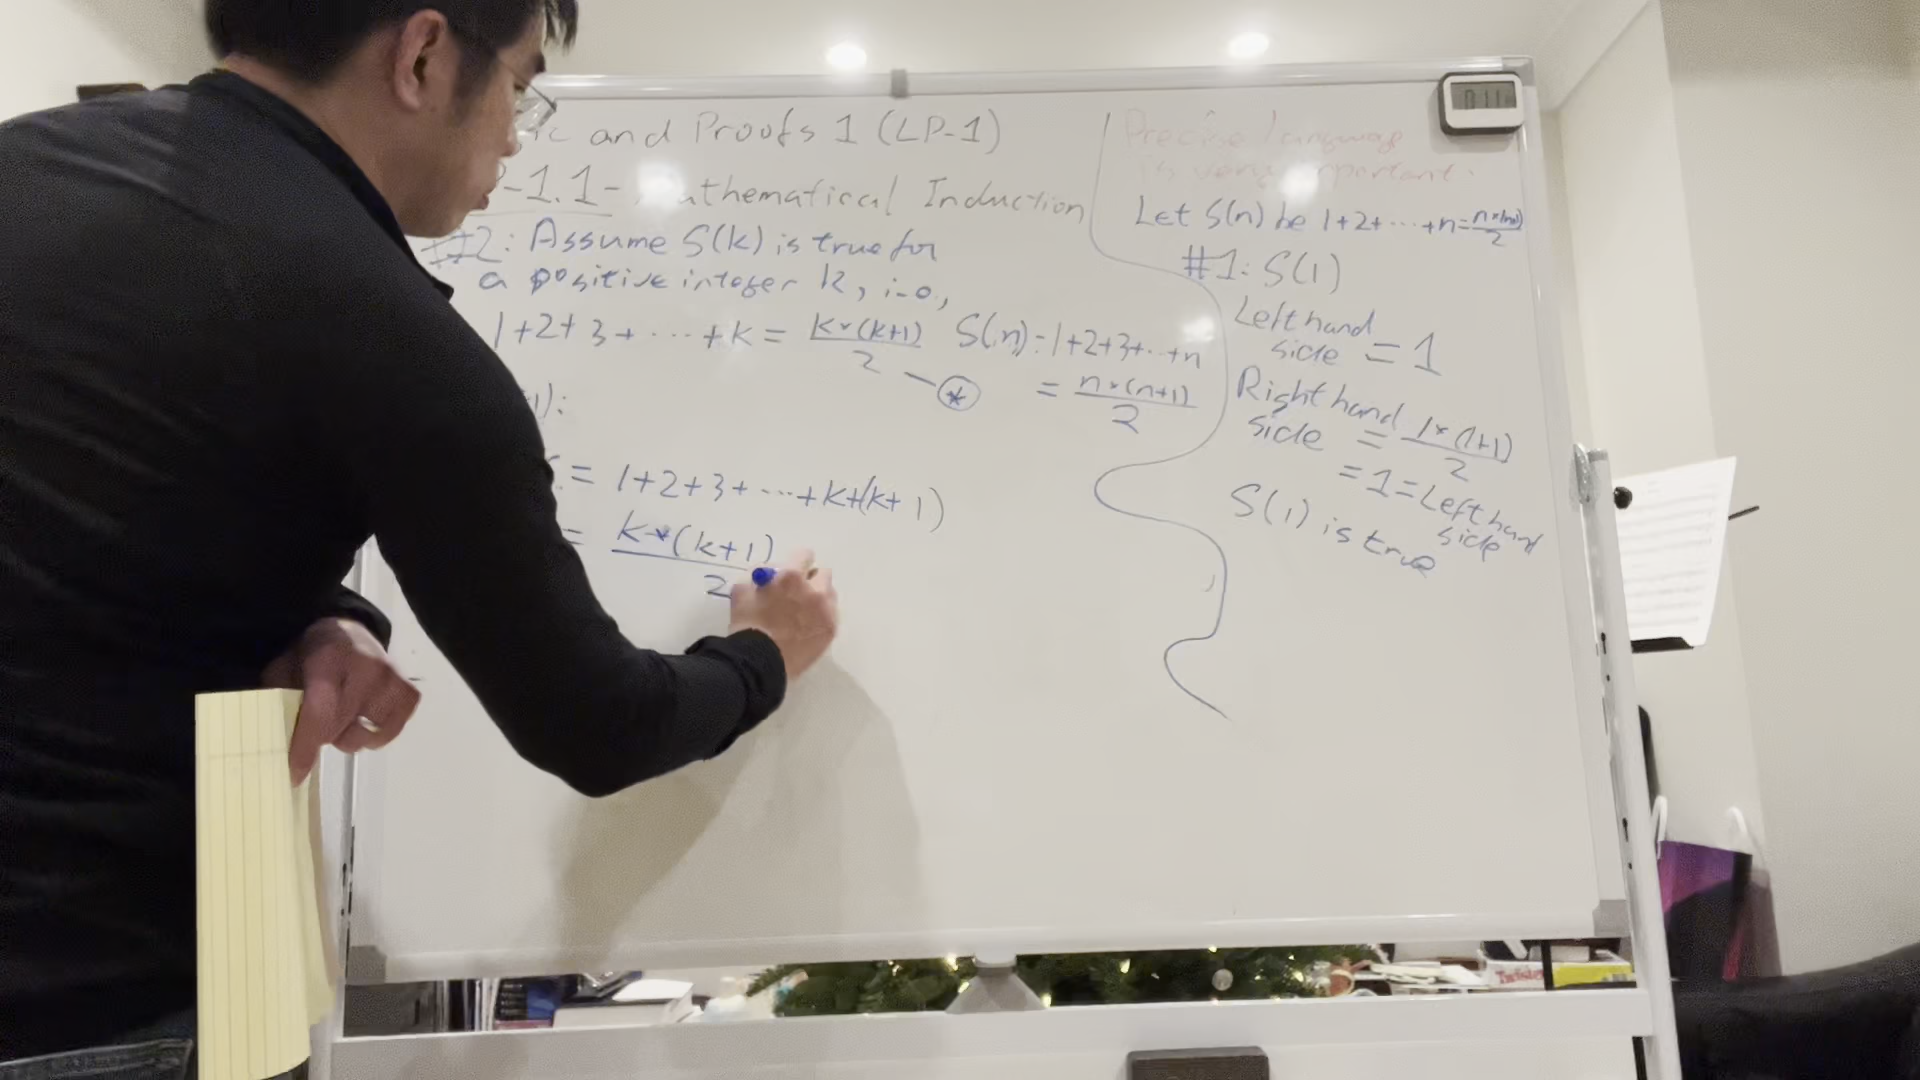 and Proofs 1 (LP-1)
-1.1- Mathematical Induction
#2: Assume S(k) is true for
a positive integer k, i.e.,
1+2+3+⋯+k = k*(k+1)/2 — (*)
S(n): 1+2+3+⋯+n
= n*(n+1)/2
1):
= 1+2+3+⋯+k+(k+1)
= k*(k+1)/2
Precise language
is very important.
Let S(n) be 1+2+⋯+n = n*(n+1)/2
#1: S(1)
Left hand
side = 1
Right hand
side = 1*(1+1)/2
= 1 = Left hand
side
S(1) is true
Twister